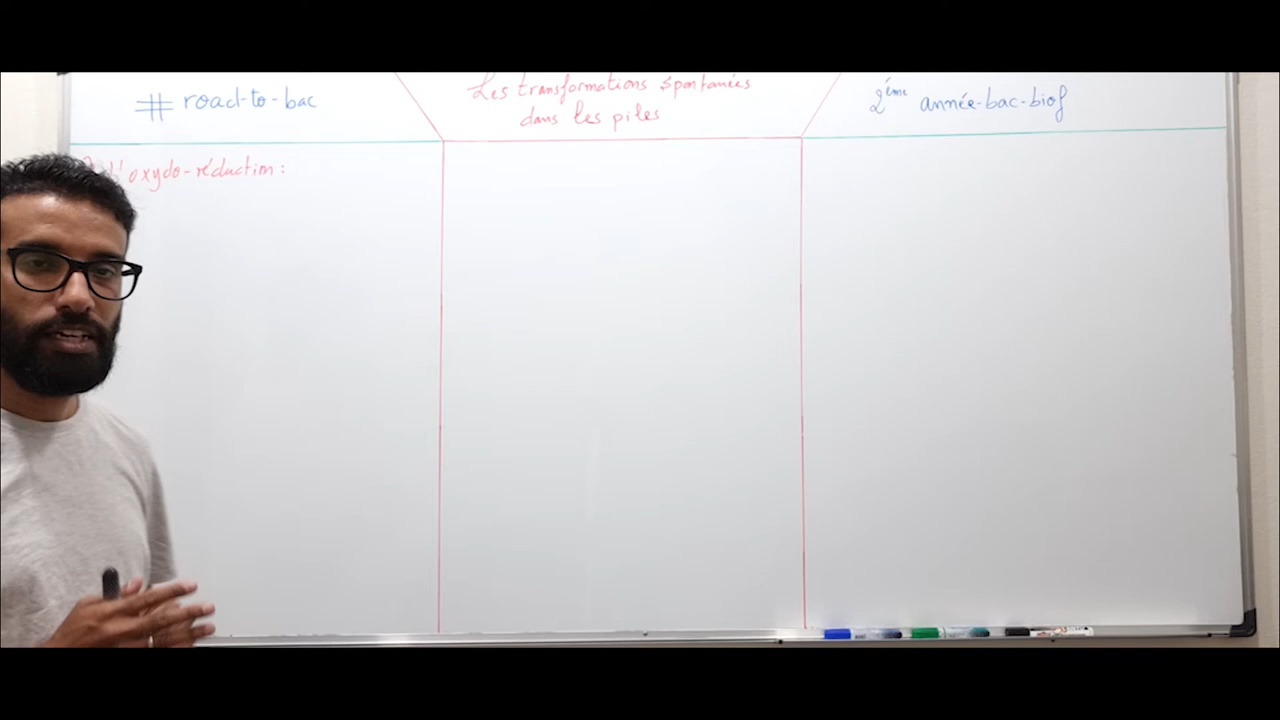 # road-to-bac
Les transformations spontanées
dans les piles
2ème année-bac-biof
l'oxydo-réduction :